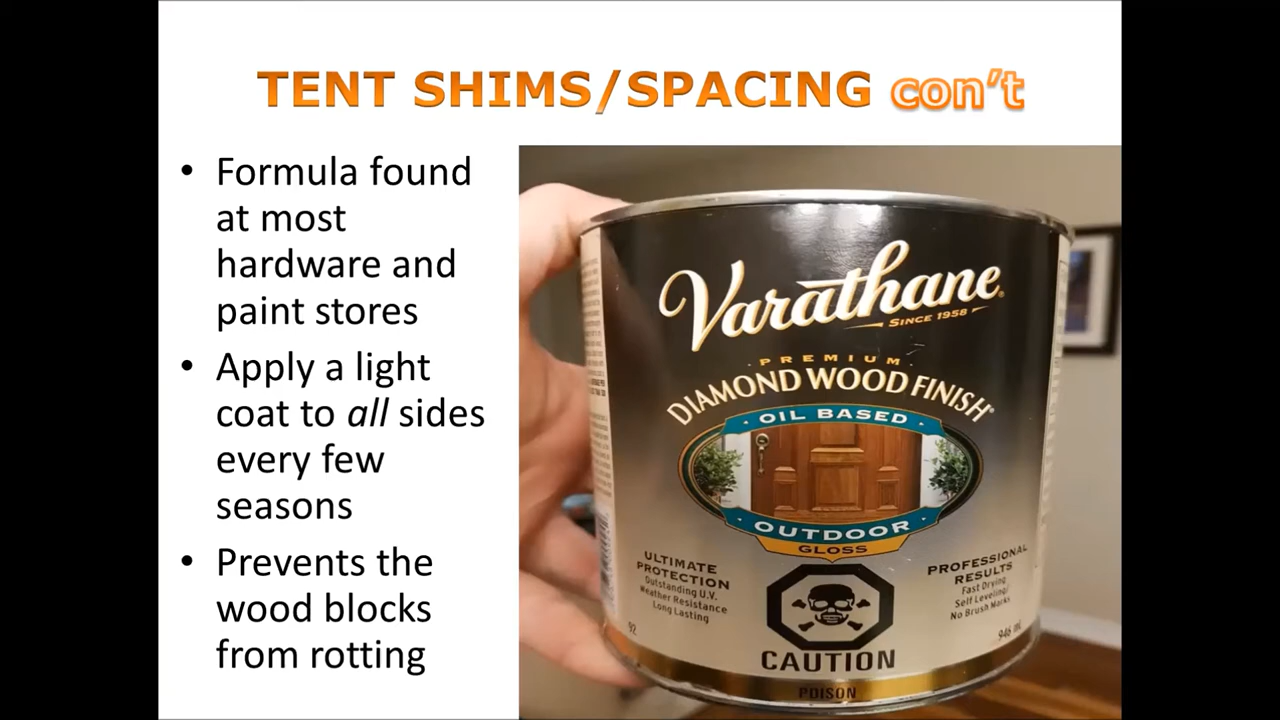 TENT SHIMS/SPACING con't
• Formula found
at most
hardware and
paint stores
• Apply a light
coat to all sides
every few
seasons
• Prevents the
wood blocks
from rotting
Varathane
SINCE 1958
PREMIUM
DIAMOND WOOD FINISH
OIL BASED
OUTDOOR
GLOSS
ULTIMATE
PROTECTION
Outstanding U.V.
Weather Resistance
Long Lasting
PROFESSIONAL
RESULTS
Fast Drying
Self Leveling/
No Brush Marks
92
946 mL
CAUTION
POISON